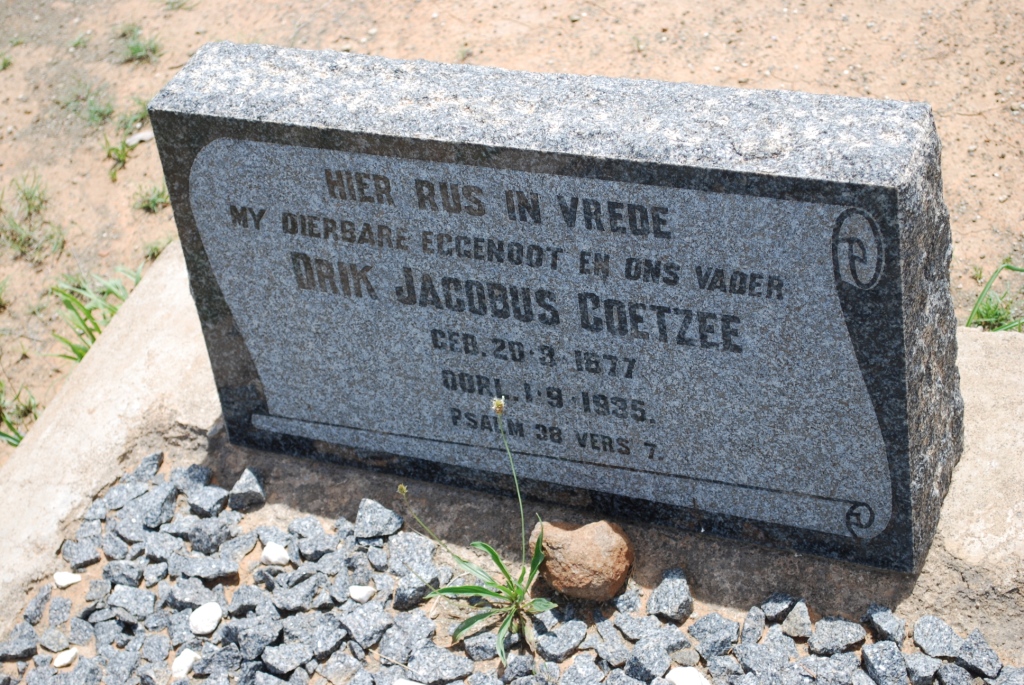 HIER RUS IN VREDE
MY DIERBARE EGGENOOT EN ONS VADER
DRIK JACOBUS COETZEE
GEB. 20·3·1877
OORL. 1·9·1935.
PSALM 38 VERS 7.